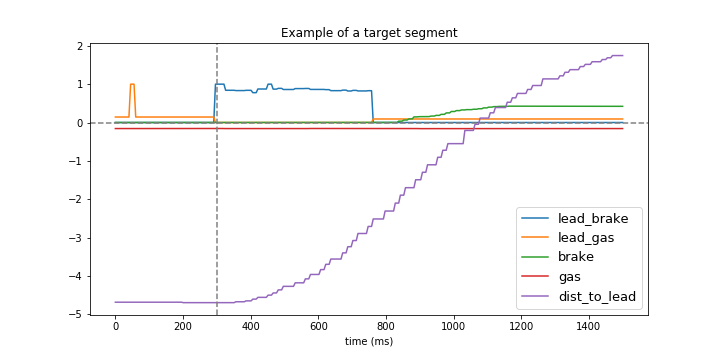 Example of a target segment
2
1
0
−1
−2
−3
−4
−5
0
200
400
600
800
1000
1200
1400
time (ms)
lead_brake
lead_gas
brake
gas
dist_to_lead